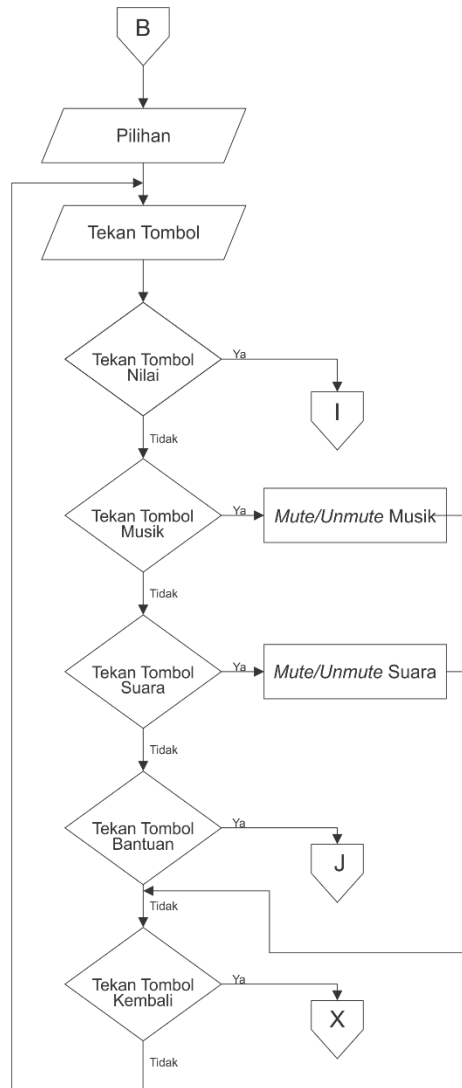 B
Pilihan
Tekan Tombol
Tekan Tombol
Nilai
Ya
I
Tidak
Tekan Tombol
Musik
Ya
Mute/Unmute Musik
Tidak
Tekan Tombol
Suara
Ya
Mute/Unmute Suara
Tidak
Tekan Tombol
Bantuan
Ya
J
Tidak
Tekan Tombol
Kembali
Ya
X
Tidak